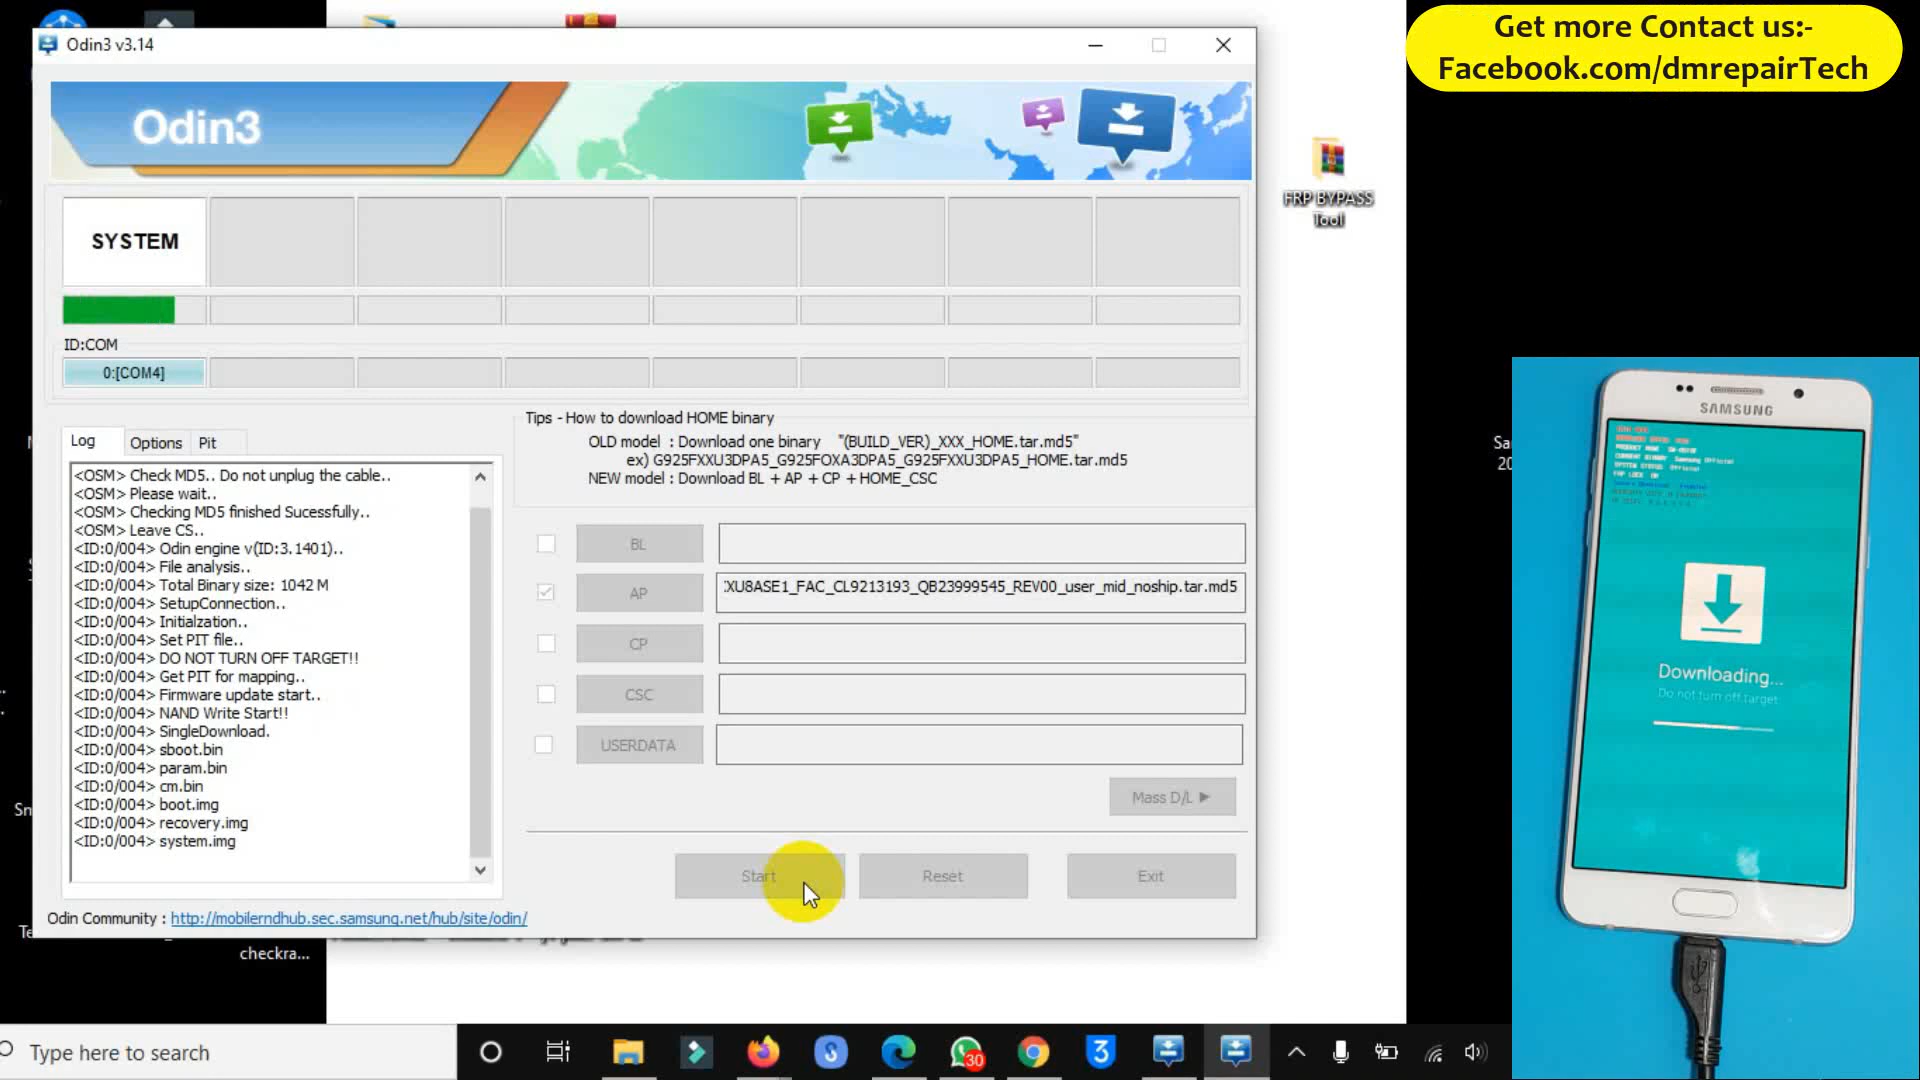 Get more Contact us:-
Facebook.com/dmrepairTech
Odin3 v3.14
Odin3
SYSTEM
FRP BYPASS
Tool
ID:COM
0:[COM4]
Tips - How to download HOME binary
OLD model : Download one binary "(BUILD_VER)_XXX_HOME.tar.md5"
ex) G925FXXU3DPA5_G925FOXA3DPA5_G925FXXU3DPA5_HOME.tar.md5
NEW model : Download BL + AP + CP + HOME_CSC
Log
Options
Pit
<OSM> Check MD5.. Do not unplug the cable..
<OSM> Please wait..
<OSM> Checking MD5 finished Sucessfully..
<OSM> Leave CS..
<ID:0/004> Odin engine v(ID:3.1401)..
<ID:0/004> File analysis..
<ID:0/004> Total Binary size: 1042 M
<ID:0/004> SetupConnection..
<ID:0/004> Initialzation..
<ID:0/004> Set PIT file..
<ID:0/004> DO NOT TURN OFF TARGET!!
<ID:0/004> Get PIT for mapping..
<ID:0/004> Firmware update start..
<ID:0/004> NAND Write Start!!
<ID:0/004> SingleDownload.
<ID:0/004> sboot.bin
<ID:0/004> param.bin
<ID:0/004> cm.bin
<ID:0/004> boot.img
<ID:0/004> recovery.img
<ID:0/004> system.img
BL
AP
XU8ASE1_FAC_CL9213193_QB23999545_REV00_user_mid_noship.tar.md5
CP
CSC
USERDATA
Mass D/L ►
Start
Reset
Exit
Odin Community : http://mobilerndhub.sec.samsung.net/hub/site/odin/
checkra...
SAMSUNG
Downloading...
Do not turn off target
Type here to search
30
3